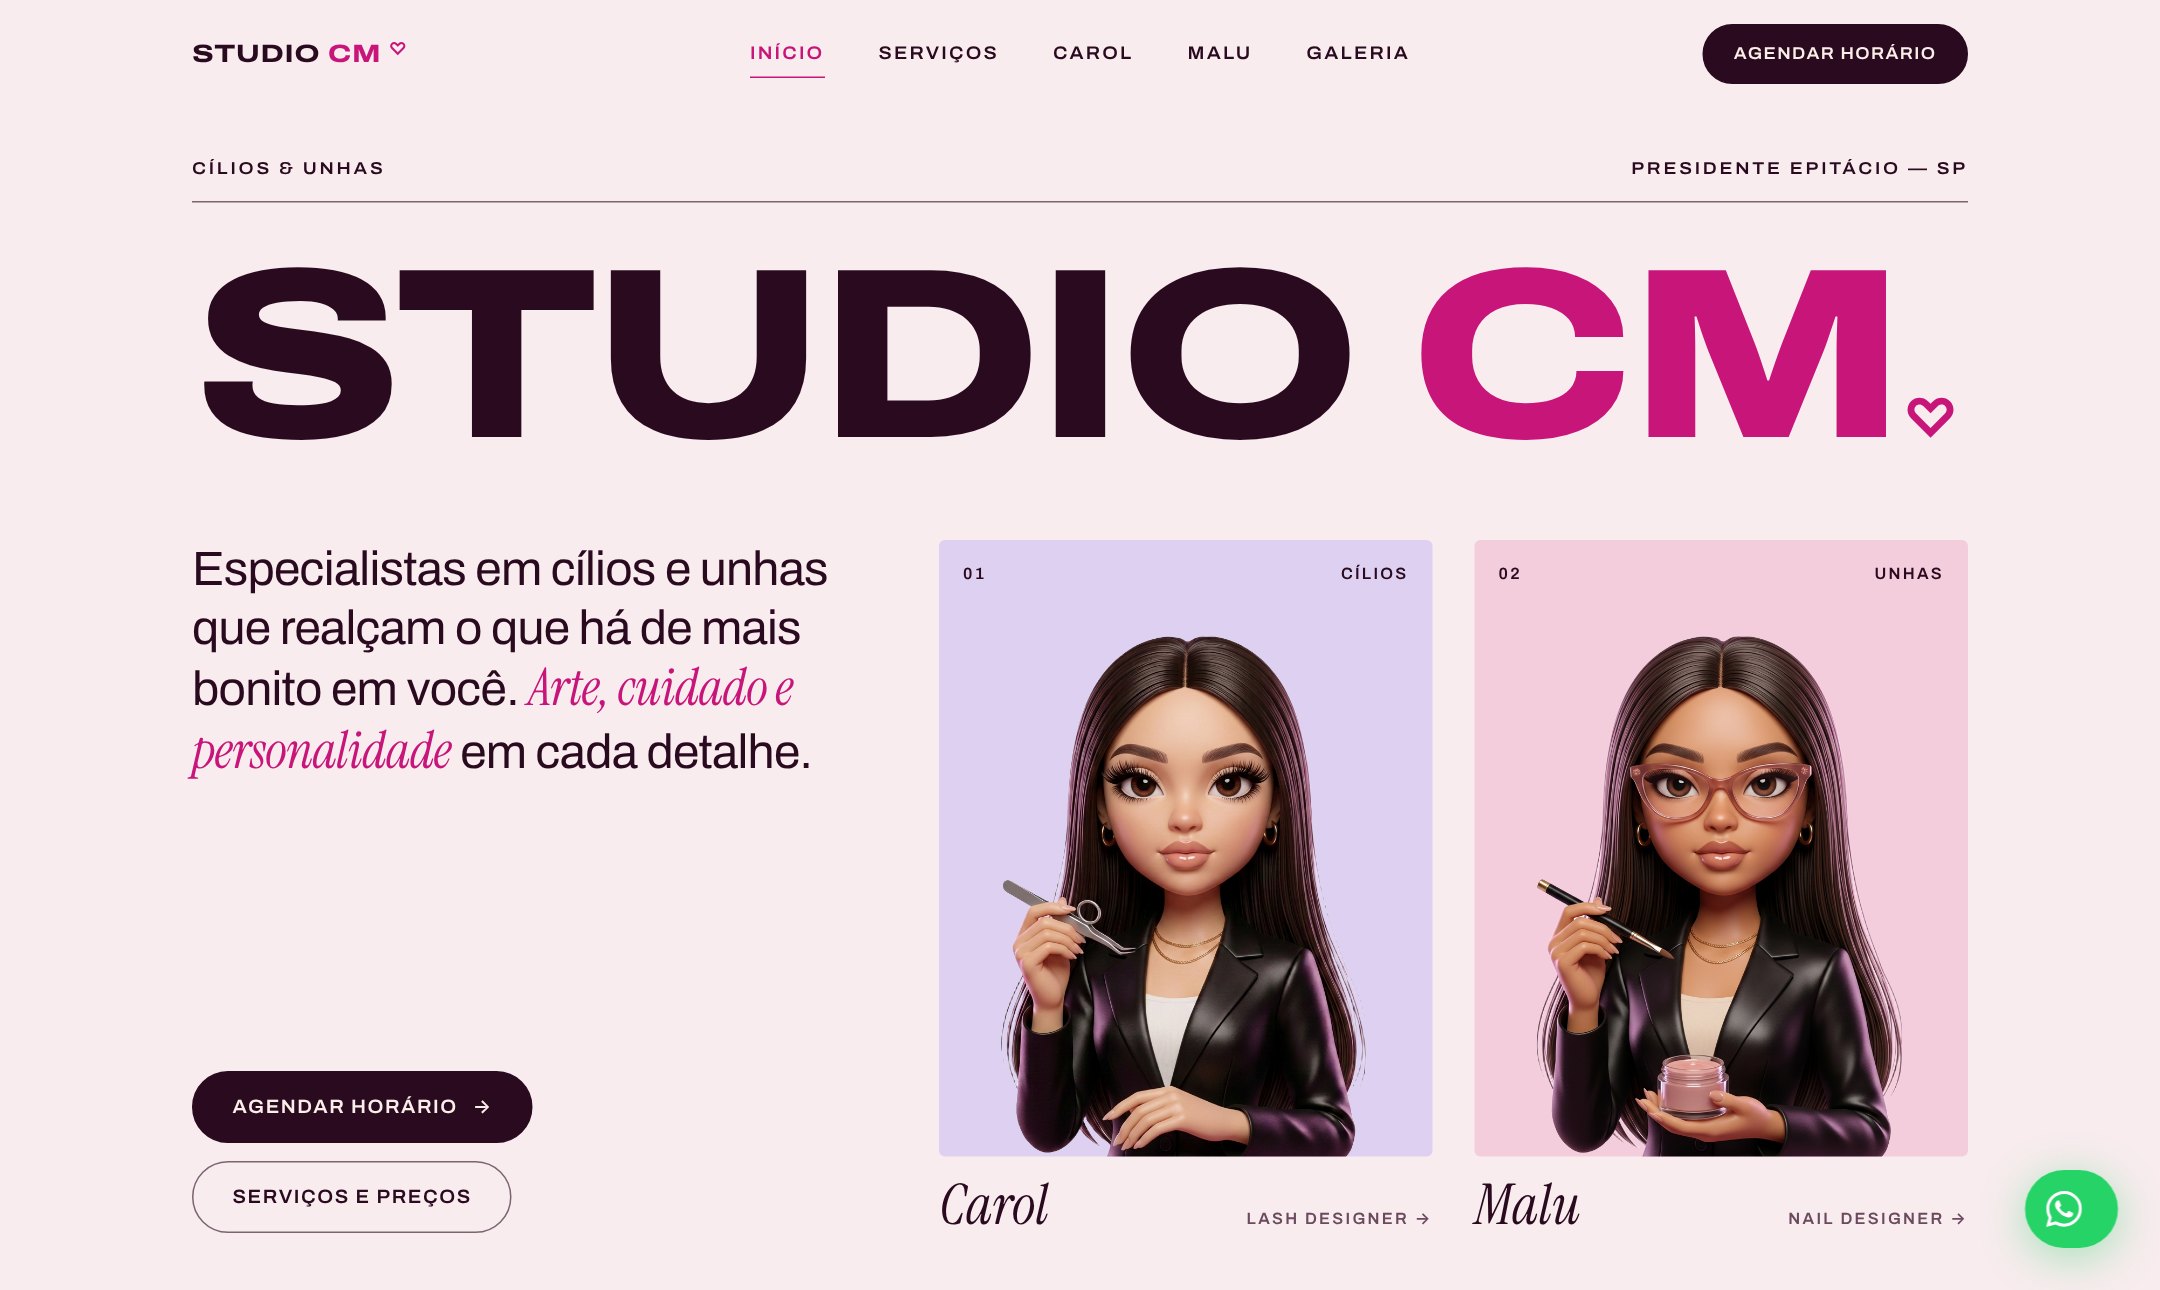 STUDIO CM
INÍCIO
SERVIÇOS
CAROL
MALU
GALERIA
AGENDAR HORÁRIO
CÍLIOS & UNHAS
PRESIDENTE EPITÁCIO — SP
STUDIO CM
Especialistas em cílios e unhas
que realçam o que há de mais
bonito em você. Arte, cuidado e
personalidade em cada detalhe.
AGENDAR HORÁRIO →
SERVIÇOS E PREÇOS
01
CÍLIOS
Carol
LASH DESIGNER →
02
UNHAS
Malu
NAIL DESIGNER →